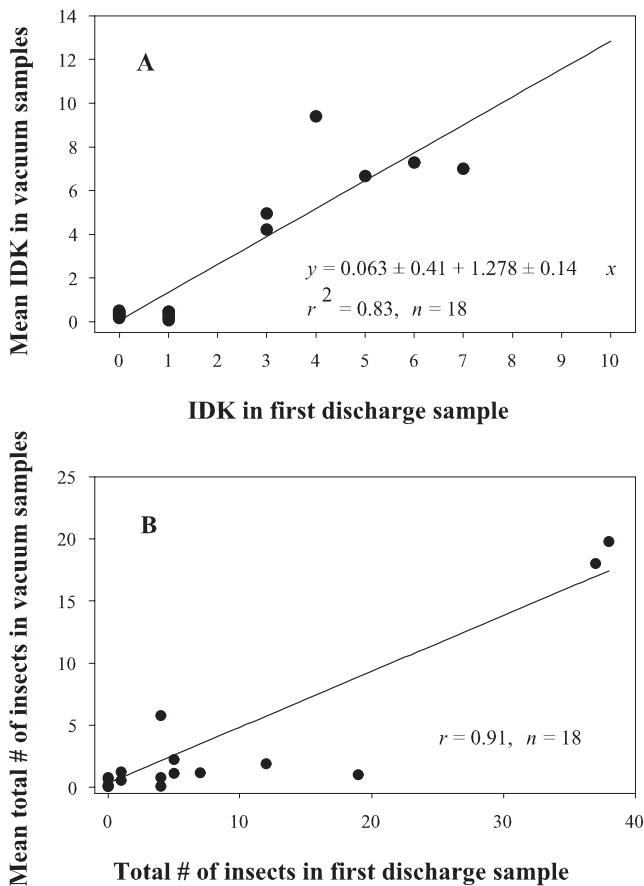 Mean IDK in vacuum samples
14
12
10
8
6
4
2
0
A
y = 0.063 ± 0.41 + 1.278 ± 0.14 x
r 2 = 0.83, n = 18
0 1 2 3 4 5 6 7 8 9 10
IDK in first discharge sample
Mean total # of insects in vacuum samples
25
20
15
10
5
0
B
r = 0.91, n = 18
0 10 20 30 40
Total # of insects in first discharge sample